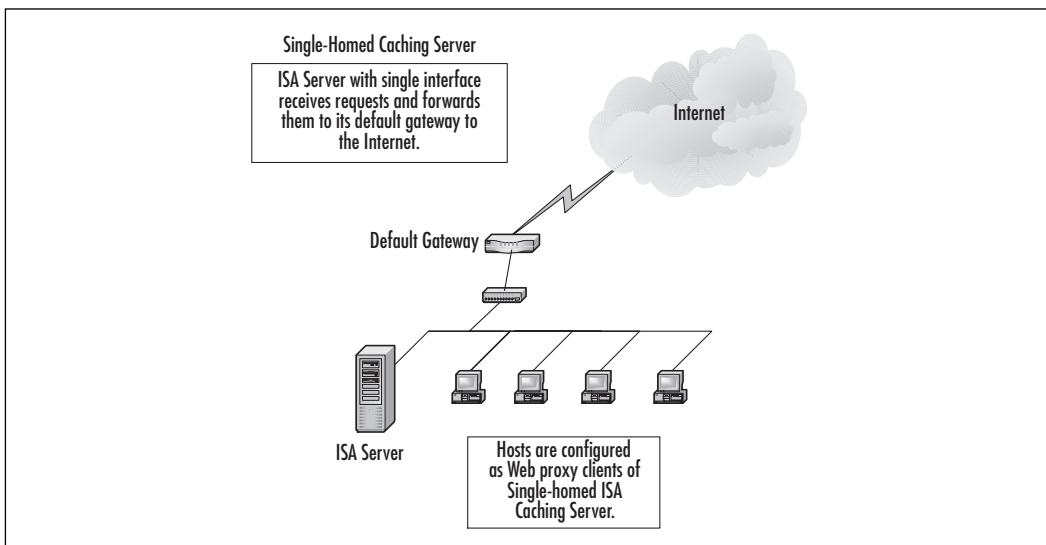 Single-Homed Caching Server
ISA Server with single interface
receives requests and forwards
them to its default gateway to
the Internet.
Internet
Default Gateway
ISA Server
Hosts are configured
as Web proxy clients of
Single-homed ISA
Caching Server.